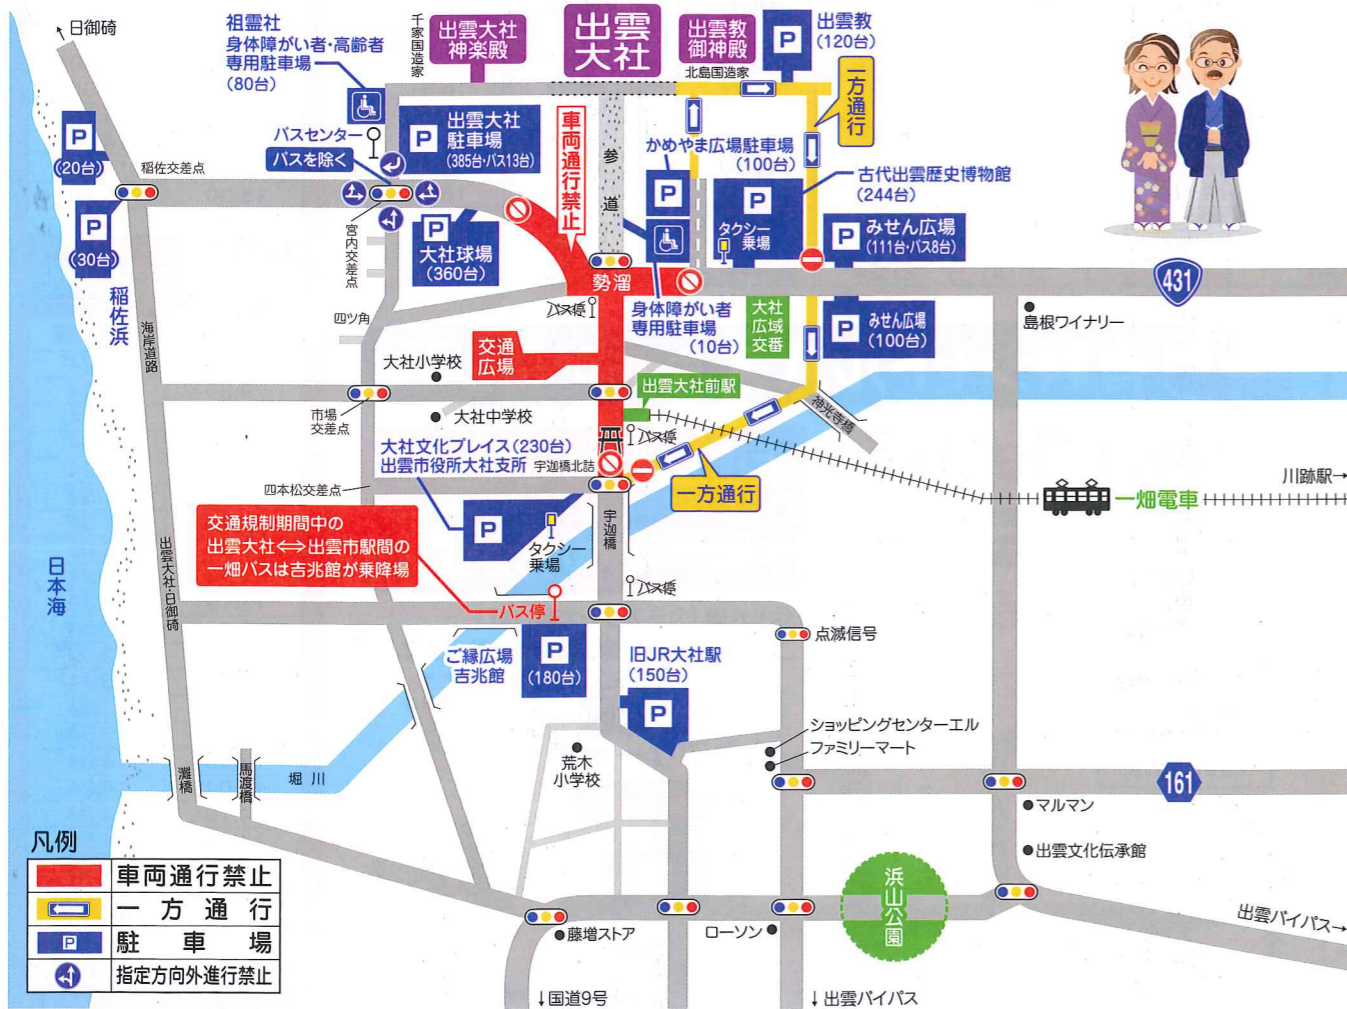 日御碕
祖霊社
身体障がい者・高齢者
専用駐車場
(80台)
千家国造家
出雲大社
神楽殿
出雲
大社
出雲教
御神殿
北島国造家
P
出雲教
(120台)
一方通行
P
(20台)
稲佐交差点
P
(30台)
稲佐浜
バスセンター
バスを除く
P
出雲大社
駐車場
(385台・バス13台)
宮内交差点
P
大社球場
(360台)
車両通行禁止
参道
かめやま広場駐車場
(100台)
P
P
古代出雲歴史博物館
(244台)
タクシー
乗場
P
みせん広場
(111台・バス8台)
勢溜
バス停
身体障がい者
専用駐車場
(10台)
大社
広域
交番
P
みせん広場
(100台)
431
島根ワイナリー
四ツ角
海岸道路
交通
広場
大社小学校
市場
交差点
大社中学校
出雲大社前駅
バス停
神光寺橋
大社文化プレイス(230台)
出雲市役所大社支所
宇迦橋北詰
四本松交差点
P
タクシー
乗場
宇迦橋
一方通行
川跡駅→
一畑電車
交通規制期間中の
出雲大社⇔出雲市駅間の
一畑バスは吉兆館が乗降場
バス停
バス停
日本海
出雲大社・日御碕
点滅信号
ご縁広場
吉兆館
P
(180台)
旧JR大社駅
(150台)
P
ショッピングセンターエル
ファミリーマート
荒木
小学校
灘橋
馬渡橋
堀川
161
マルマン
出雲文化伝承館
浜山公園
出雲バイパス→
藤増ストア
ローソン
↓国道9号
↓出雲バイパス
凡例
車両通行禁止
一方通行
P
駐車場
指定方向外進行禁止